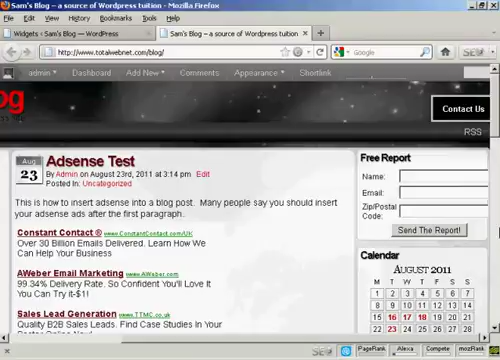 Sam's Blog – a source of Wordpress tuition - Mozilla Firefox
File Edit View History Bookmarks Tools Help
Widgets ‹ Sam's Blog — WordPress
Sam's Blog – a source of Wordpress tuition
http://www.totalwebnet.com/blog/
Google
admin Dashboard Add New Comments Appearance Shortlink
og
Contact Us
RSS
Aug
23
Adsense Test
By Admin on August 23rd, 2011 at 3:14 pm Edit
Posted In: Uncategorized
This is how to insert adsense into a blog post. Many people say you should insert
your adsense ads after the first paragraph.
Constant Contact ® www.ConstantContact.com/UK
Over 30 Billion Emails Delivered. Learn How We
Can Help Your Business
AWeber Email Marketing www.AWeber.com
99.34% Delivery Rate. So Confident You'll Love It
You Can Try it-$1!
Sales Lead Generation www.TTMC.co.uk
Quality B2B Sales Leads. Find Case Studies In Your
Free Report
Name:
Email:
Zip/Postal
Code:
Send The Report!
Calendar
August 2011
M T W T F S S
1 2 3 4 5 6 7
8 9 10 11 12 13 14
15 16 17 18 19 20 21
22 23 24 25 26 27 28
PageRank Alexa Compete mozRank